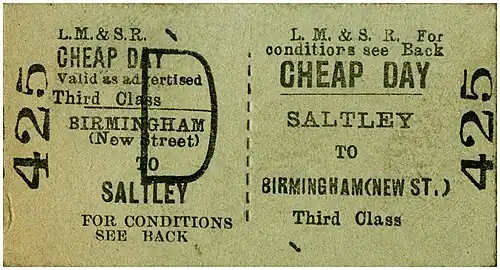 425
L. M. & S. R.
CHEAP DAY
Valid as advertised
Third Class
BIRMINGHAM
(New Street)
TO
SALTLEY
FOR CONDITIONS
SEE BACK
D
L. M. & S. R. For
conditions see Back
CHEAP DAY
SALTLEY
TO
BIRMINGHAM(NEW ST.)
Third Class
425